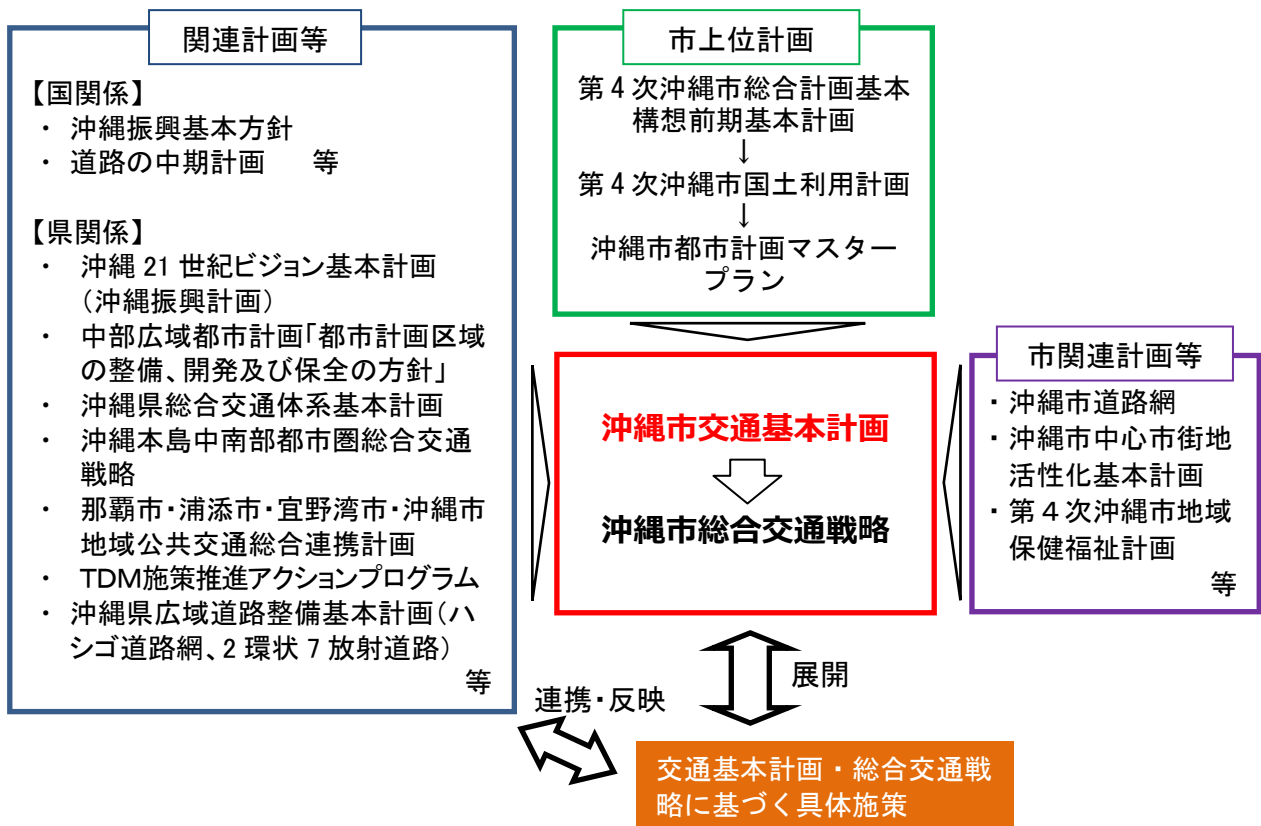 関連計画等
【国関係】
・ 沖縄振興基本方針
・ 道路の中期計画 等
【県関係】
・ 沖縄 21 世紀ビジョン基本計画
（沖縄振興計画）
・ 中部広域都市計画「都市計画区域
の整備、開発及び保全の方針」
・ 沖縄県総合交通体系基本計画
・ 沖縄本島中南部都市圏総合交通
戦略
・ 那覇市・浦添市・宜野湾市・沖縄市
地域公共交通総合連携計画
・ TDM施策推進アクションプログラム
・ 沖縄県広域道路整備基本計画（ハ
シゴ道路網、2 環状 7 放射道路）
等
市上位計画
第 4 次沖縄市総合計画基本
構想前期基本計画
↓
第 4 次沖縄市国土利用計画
↓
沖縄市都市計画マスター
プラン
沖縄市交通基本計画
沖縄市総合交通戦略
市関連計画等
・沖縄市道路網
・沖縄市中心市街地
活性化基本計画
・第４次沖縄市地域
保健福祉計画
等
展開
連携・反映
交通基本計画・総合交通戦
略に基づく具体施策